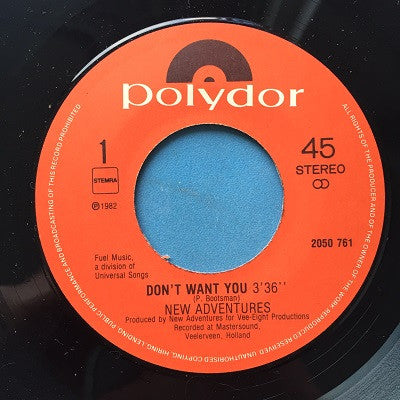 polydor
1
45
STEREO
STEMRA
℗ 1982
2050 761
Fuel Music,
a division of
Universal Songs
DON'T WANT YOU 3'36''
(P. Bootsman)
NEW ADVENTURES
Produced by New Adventures for Vee-Eight Productions
Recorded at Mastersound,
Veelerveen, Holland
ALL RIGHTS OF THE PRODUCER AND OF THE OWNER OF THE WORK REPRODUCED RESERVED. UNAUTHORISED COPYING, HIRING, LENDING, PUBLIC PERFORMANCE AND BROADCASTING OF THIS RECORD PROHIBITED